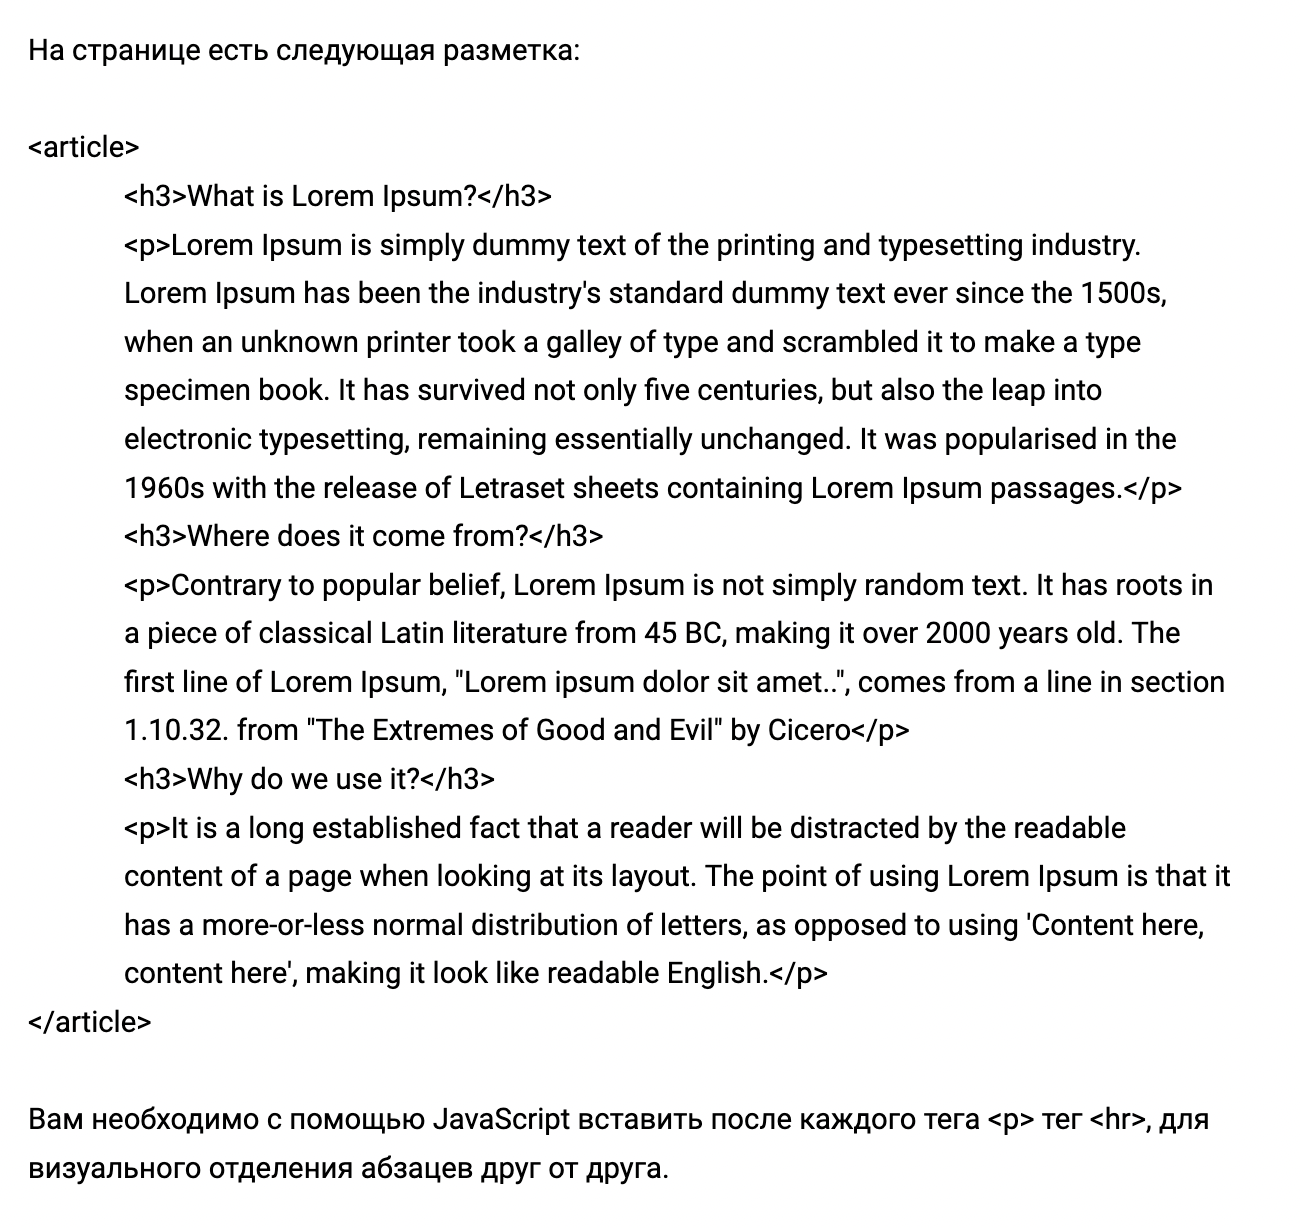 На странице есть следующая разметка:
<article>
<h3>What is Lorem Ipsum?</h3>
<p>Lorem Ipsum is simply dummy text of the printing and typesetting industry.
Lorem Ipsum has been the industry's standard dummy text ever since the 1500s,
when an unknown printer took a galley of type and scrambled it to make a type
specimen book. It has survived not only five centuries, but also the leap into
electronic typesetting, remaining essentially unchanged. It was popularised in the
1960s with the release of Letraset sheets containing Lorem Ipsum passages.</p>
<h3>Where does it come from?</h3>
<p>Contrary to popular belief, Lorem Ipsum is not simply random text. It has roots in
a piece of classical Latin literature from 45 BC, making it over 2000 years old. The
first line of Lorem Ipsum, "Lorem ipsum dolor sit amet..", comes from a line in section
1.10.32. from "The Extremes of Good and Evil" by Cicero</p>
<h3>Why do we use it?</h3>
<p>It is a long established fact that a reader will be distracted by the readable
content of a page when looking at its layout. The point of using Lorem Ipsum is that it
has a more-or-less normal distribution of letters, as opposed to using 'Content here,
content here', making it look like readable English.</p>
</article>
Вам необходимо с помощью JavaScript вставить после каждого тега <p> тег <hr>, для
визуального отделения абзацев друг от друга.